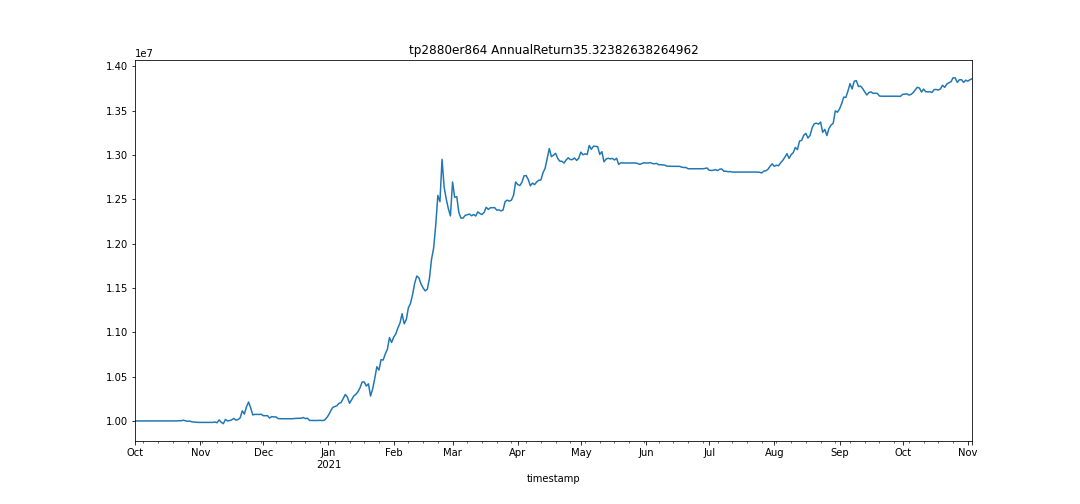 tp2880er864 AnnualReturn35.32382638264962
1e7
1.40
1.35
1.30
1.25
1.20
1.15
1.10
1.05
1.00
Oct Nov Dec Jan Feb Mar Apr May Jun Jul Aug Sep Oct Nov
2021
timestamp